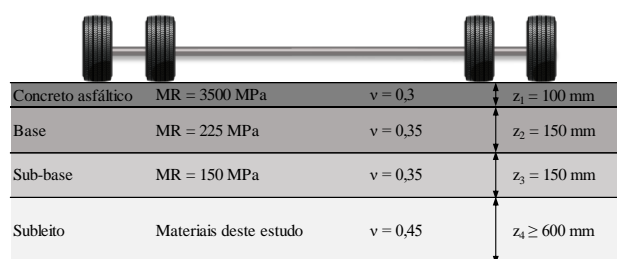 Concreto asfáltico MR = 3500 MPa ν = 0,3 z₁ = 100 mm
Base MR = 225 MPa ν = 0,35 z₂ = 150 mm
Sub-base MR = 150 MPa ν = 0,35 z₃ = 150 mm
Subleito Materiais deste estudo ν = 0,45 z₄ ≥ 600 mm